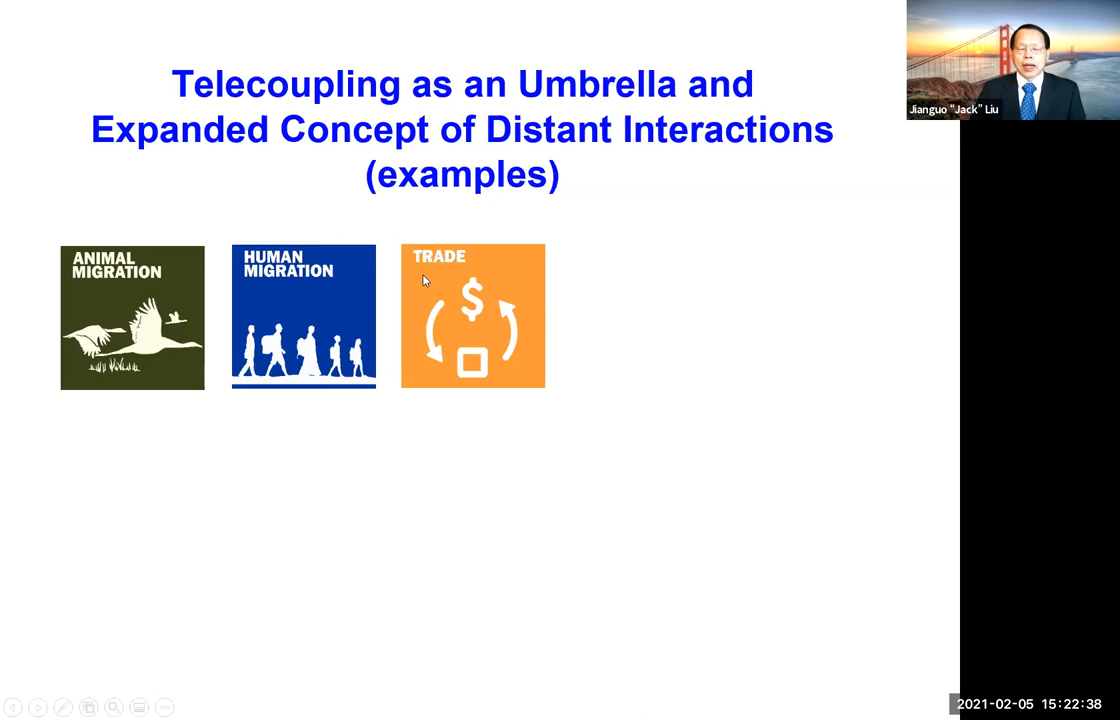 Telecoupling as an Umbrella and
Expanded Concept of Distant Interactions
(examples)
Jianguo "Jack" Liu
ANIMAL
MIGRATION
HUMAN
MIGRATION
TRADE
$
2021-02-05 15:22:38